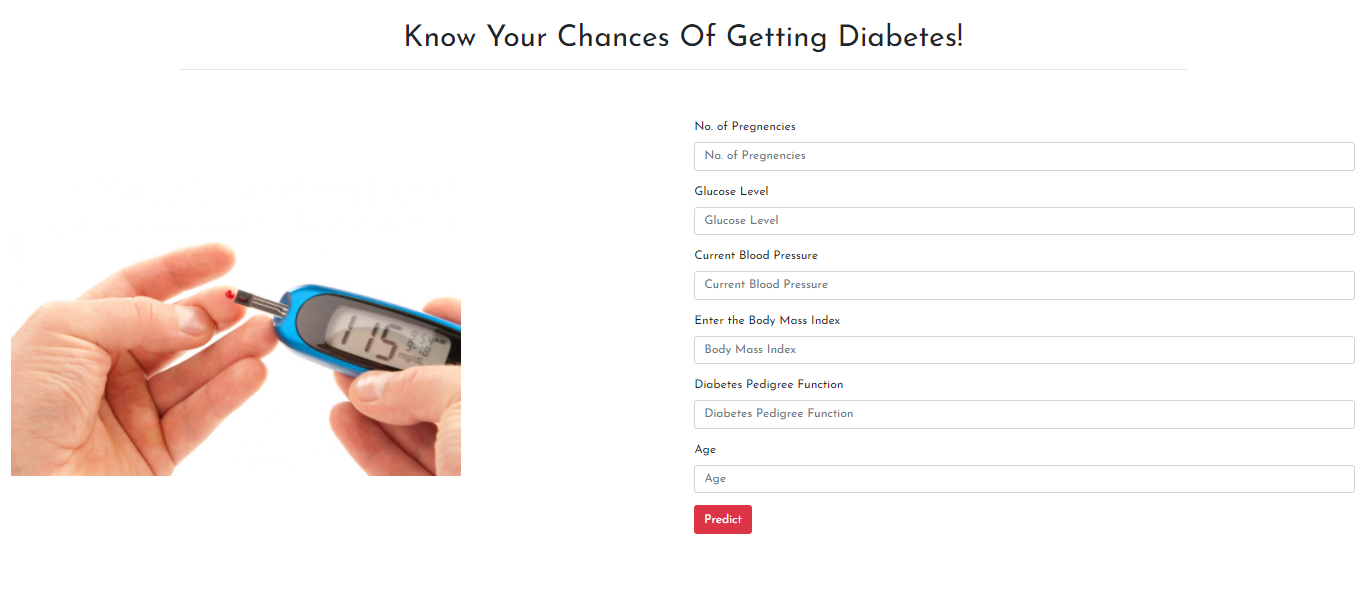 Know Your Chances Of Getting Diabetes!
No. of Pregnencies
No. of Pregnencies
Glucose Level
Glucose Level
Current Blood Pressure
Current Blood Pressure
Enter the Body Mass Index
Body Mass Index
Diabetes Pedigree Function
Diabetes Pedigree Function
Age
Age
Predict
115
mg/dL